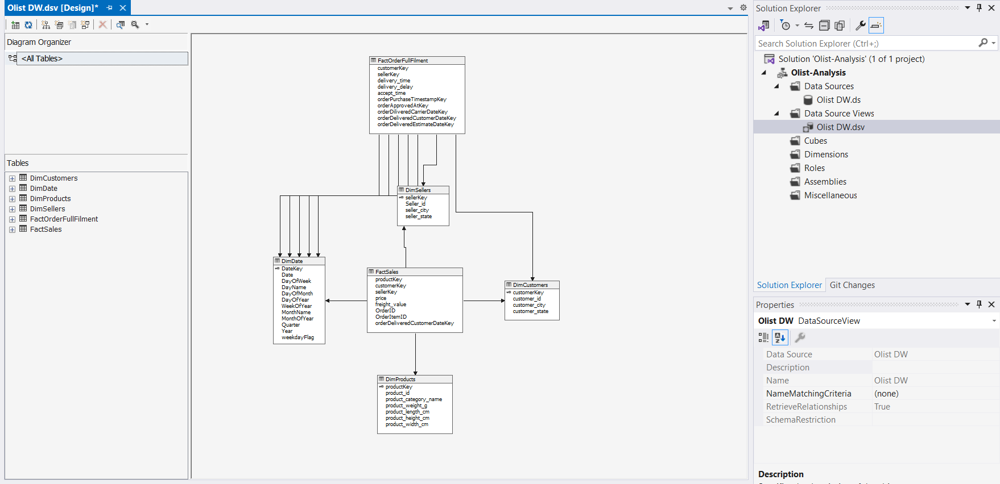 Olist DW.dsv [Design]*
Diagram Organizer
<All Tables>
Tables
DimCustomers
DimDate
DimProducts
DimSellers
FactOrderFullFilment
FactSales
FactOrderFullFilment
customerKey
sellerKey
delivery_time
delivery_delay
accept_time
orderPurchaseTimestampKey
orderApprovedAtKey
orderDiliveredCarrierDateKey
orderDeliveredCustomerDateKey
orderDeliveredEstimateDateKey
DimSellers
sellerKey
Seller_id
seller_city
seller_state
DimDate
DateKey
Date
DayOfWeek
DayName
DayOfMonth
DayOfYear
WeekOfYear
MonthName
MonthOfYear
Quarter
Year
weekdayFlag
FactSales
productKey
customerKey
sellerKey
price
freight_value
OrderID
OrderItemID
orderDeliveredCustomerDateKey
DimCustomers
customerKey
customer_id
customer_city
customer_state
DimProducts
productKey
product_id
product_category_name
product_weight_g
product_length_cm
product_height_cm
product_width_cm
Solution Explorer
Search Solution Explorer (Ctrl+;)
Solution 'Olist-Analysis' (1 of 1 project)
Olist-Analysis
Data Sources
Olist DW.ds
Data Source Views
Olist DW.dsv
Cubes
Dimensions
Roles
Assemblies
Miscellaneous
Solution Explorer Git Changes
Properties
Olist DW DataSourceView
Data Source Olist DW
Description
Name Olist DW
NameMatchingCriteria (none)
RetrieveRelationships True
SchemaRestriction
Description